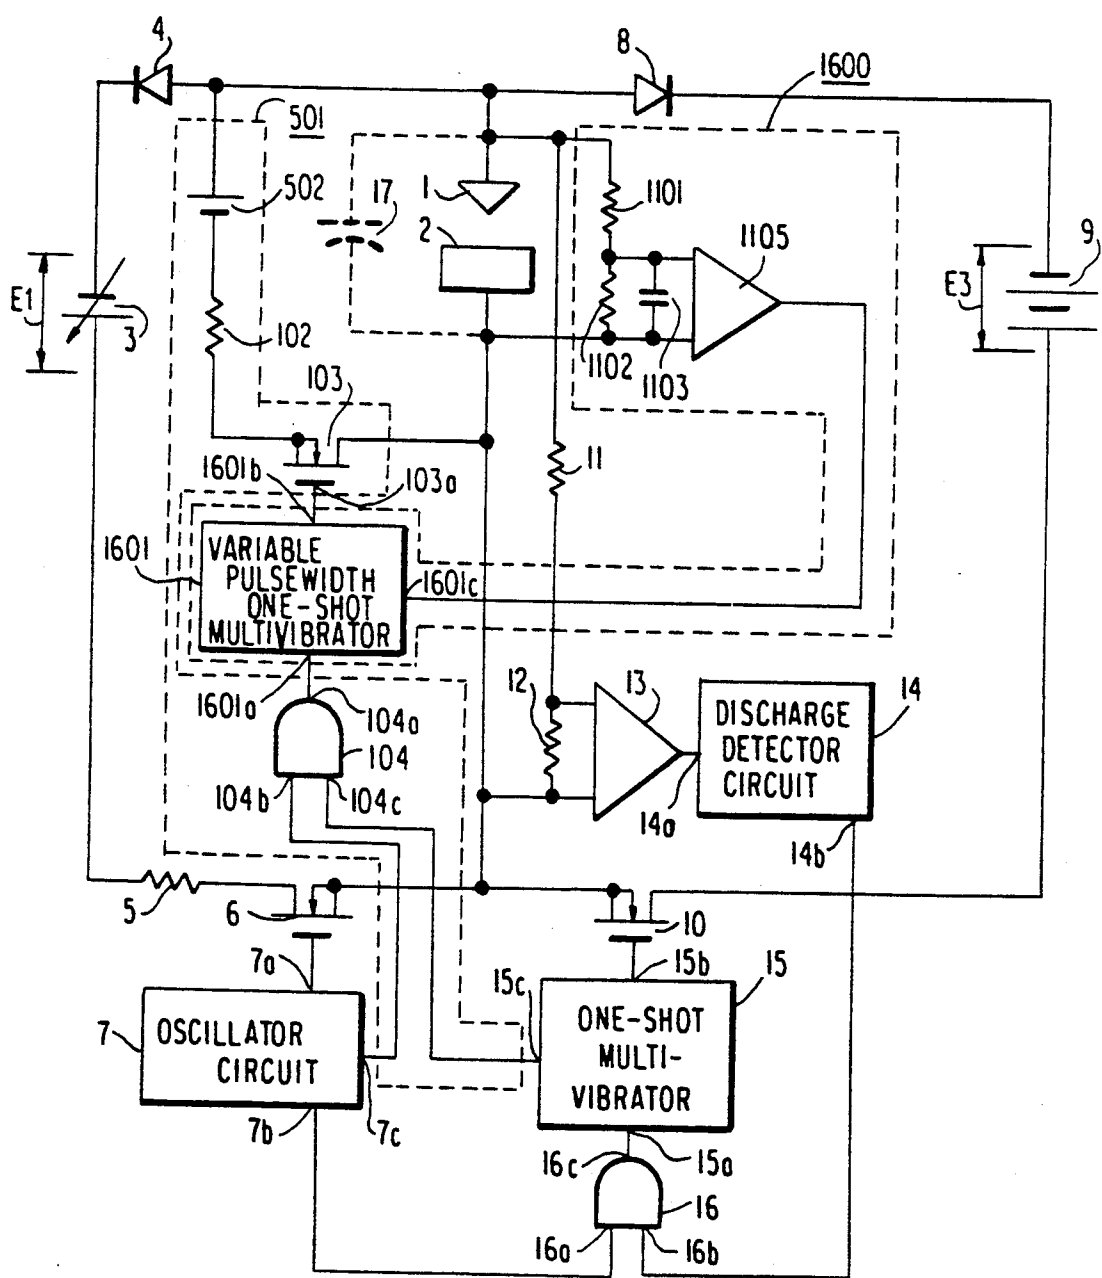 4
8
1600
501
502
17
1
2
1101
1105
9
E1
3
102
E3
1102
1103
103
11
1601b
103a
1601
VARIABLE
PULSEWIDTH
ONE-SHOT
MULTIVIBRATOR
1601c
1601a
104a
104
104b
104c
12
13
DISCHARGE
DETECTOR
CIRCUIT
14
14a
14b
5
6
10
7a
15b
15
15c
7
OSCILLATOR
CIRCUIT
ONE-SHOT
MULTI-
VIBRATOR
7b
7c
16c
15a
16
16a
16b